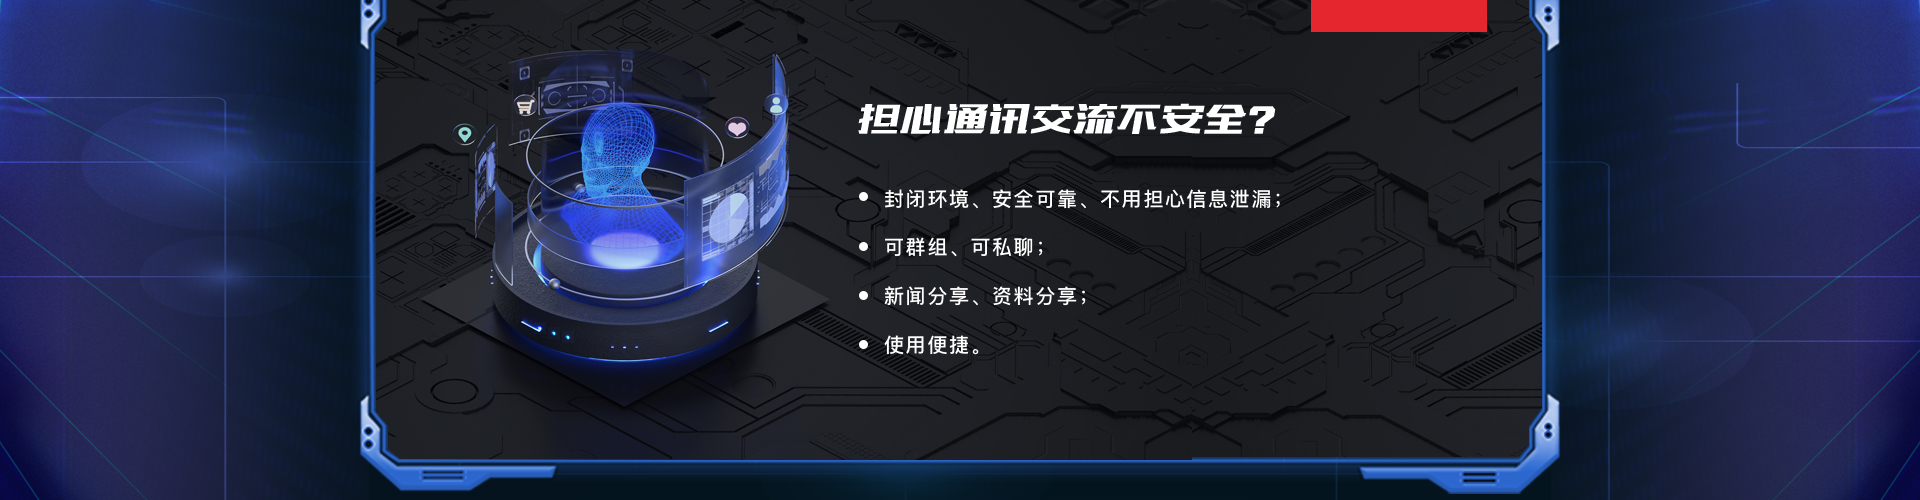 担心通讯交流不安全?
封闭环境、安全可靠、不用担心信息泄漏;
可群组、可私聊;
新闻分享、资料分享;
使用便捷。